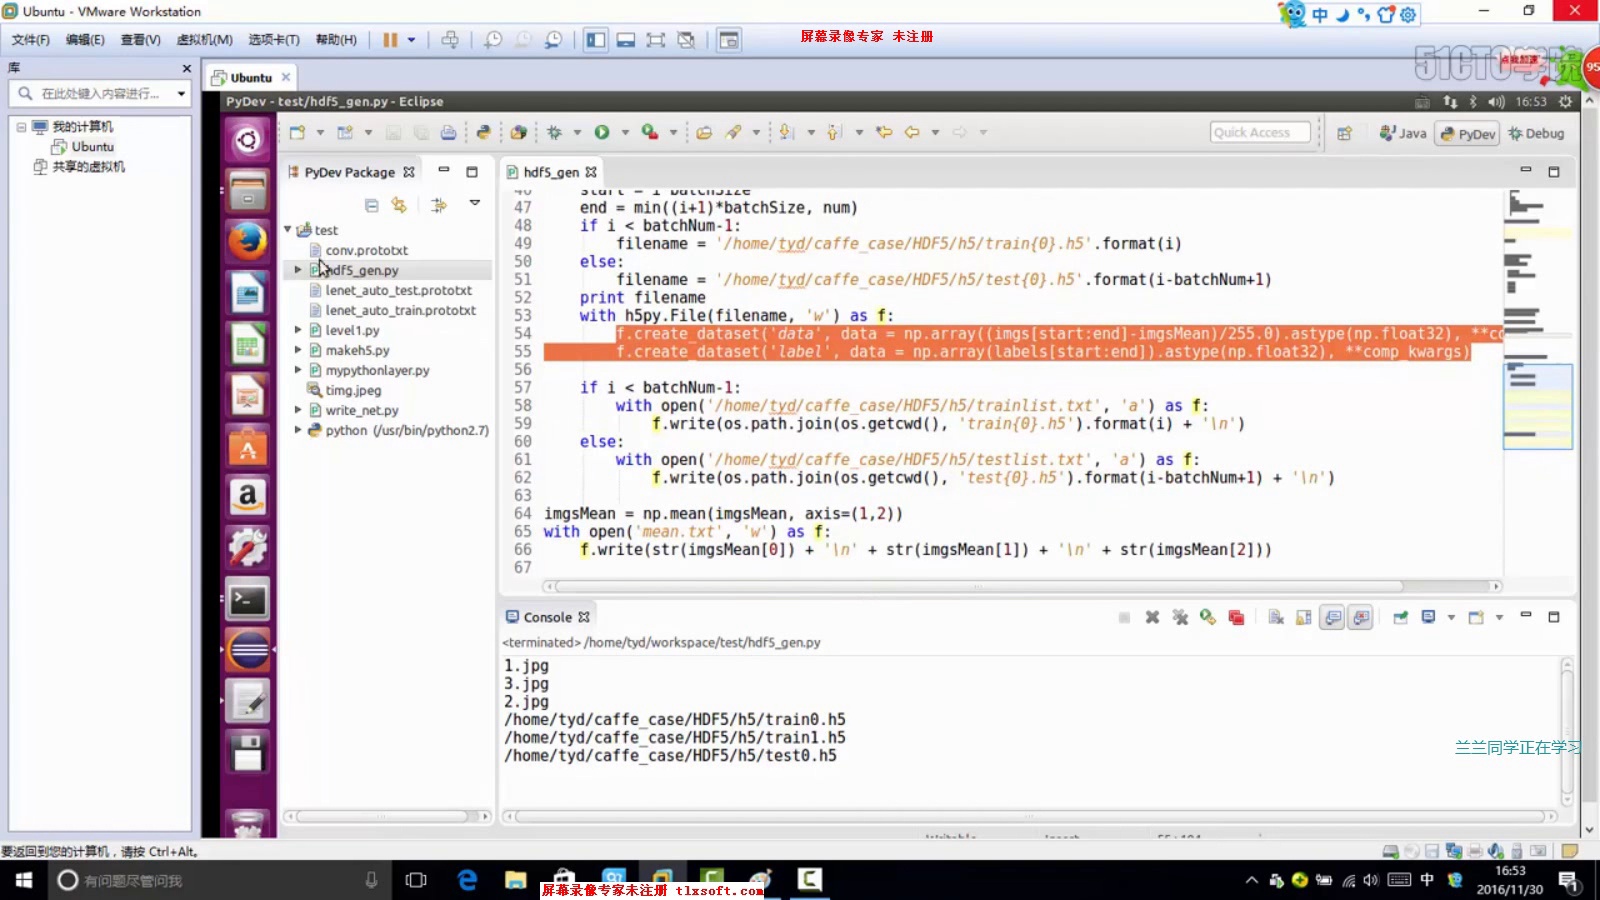 Ubuntu - VMware Workstation
中
文件(F) 编辑(E) 查看(V) 虚拟机(M) 选项卡(T) 帮助(H)
屏幕录像专家 未注册
51CTO学院
点我加速
95
库
在此处键入内容进行...
我的计算机
Ubuntu
共享的虚拟机
Ubuntu
PyDev - test/hdf5_gen.py - Eclipse
16:53
Quick Access
Java
PyDev
Debug
PyDev Package
test
conv.prototxt
hdf5_gen.py
lenet_auto_test.prototxt
lenet_auto_train.prototxt
level1.py
makeh5.py
mypythonlayer.py
timg.jpeg
write_net.py
python (/usr/bin/python2.7)
hdf5_gen
46 start = i*batchSize
47 end = min((i+1)*batchSize, num)
48 if i < batchNum-1:
49 filename = '/home/tyd/caffe_case/HDF5/h5/train{0}.h5'.format(i)
50 else:
51 filename = '/home/tyd/caffe_case/HDF5/h5/test{0}.h5'.format(i-batchNum+1)
52 print filename
53 with h5py.File(filename, 'w') as f:
54 f.create_dataset('data', data = np.array((imgs[start:end]-imgsMean)/255.0).astype(np.float32), **co
55 f.create_dataset('label', data = np.array(labels[start:end]).astype(np.float32), **comp_kwargs)
56
57 if i < batchNum-1:
58 with open('/home/tyd/caffe_case/HDF5/h5/trainlist.txt', 'a') as f:
59 f.write(os.path.join(os.getcwd(), 'train{0}.h5').format(i) + '\n')
60 else:
61 with open('/home/tyd/caffe_case/HDF5/h5/testlist.txt', 'a') as f:
62 f.write(os.path.join(os.getcwd(), 'test{0}.h5').format(i-batchNum+1) + '\n')
63
64 imgsMean = np.mean(imgsMean, axis=(1,2))
65 with open('mean.txt', 'w') as f:
66 f.write(str(imgsMean[0]) + '\n' + str(imgsMean[1]) + '\n' + str(imgsMean[2]))
67
Console
<terminated> /home/tyd/workspace/test/hdf5_gen.py
1.jpg
3.jpg
2.jpg
/home/tyd/caffe_case/HDF5/h5/train0.h5
/home/tyd/caffe_case/HDF5/h5/train1.h5
/home/tyd/caffe_case/HDF5/h5/test0.h5
兰兰同学正在学习
要返回到您的计算机，请按 Ctrl+Alt。
有问题尽管问我
屏幕录像专家未注册 tlxsoft.com
中
16:53
2016/11/30
1